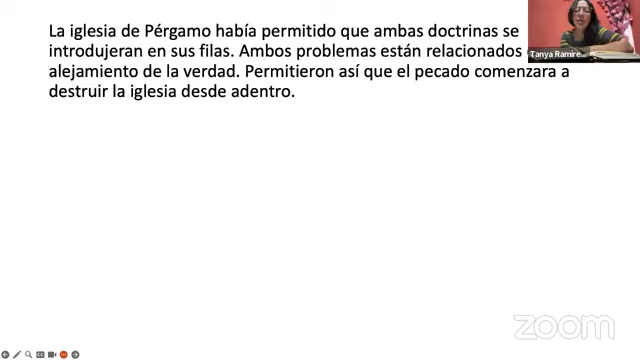 La iglesia de Pérgamo había permitido que ambas doctrinas se
introdujeran en sus filas. Ambos problemas están relacionados
alejamiento de la verdad. Permitieron así que el pecado comenzara a
destruir la iglesia desde adentro.
Tanya Ramire...
zoom